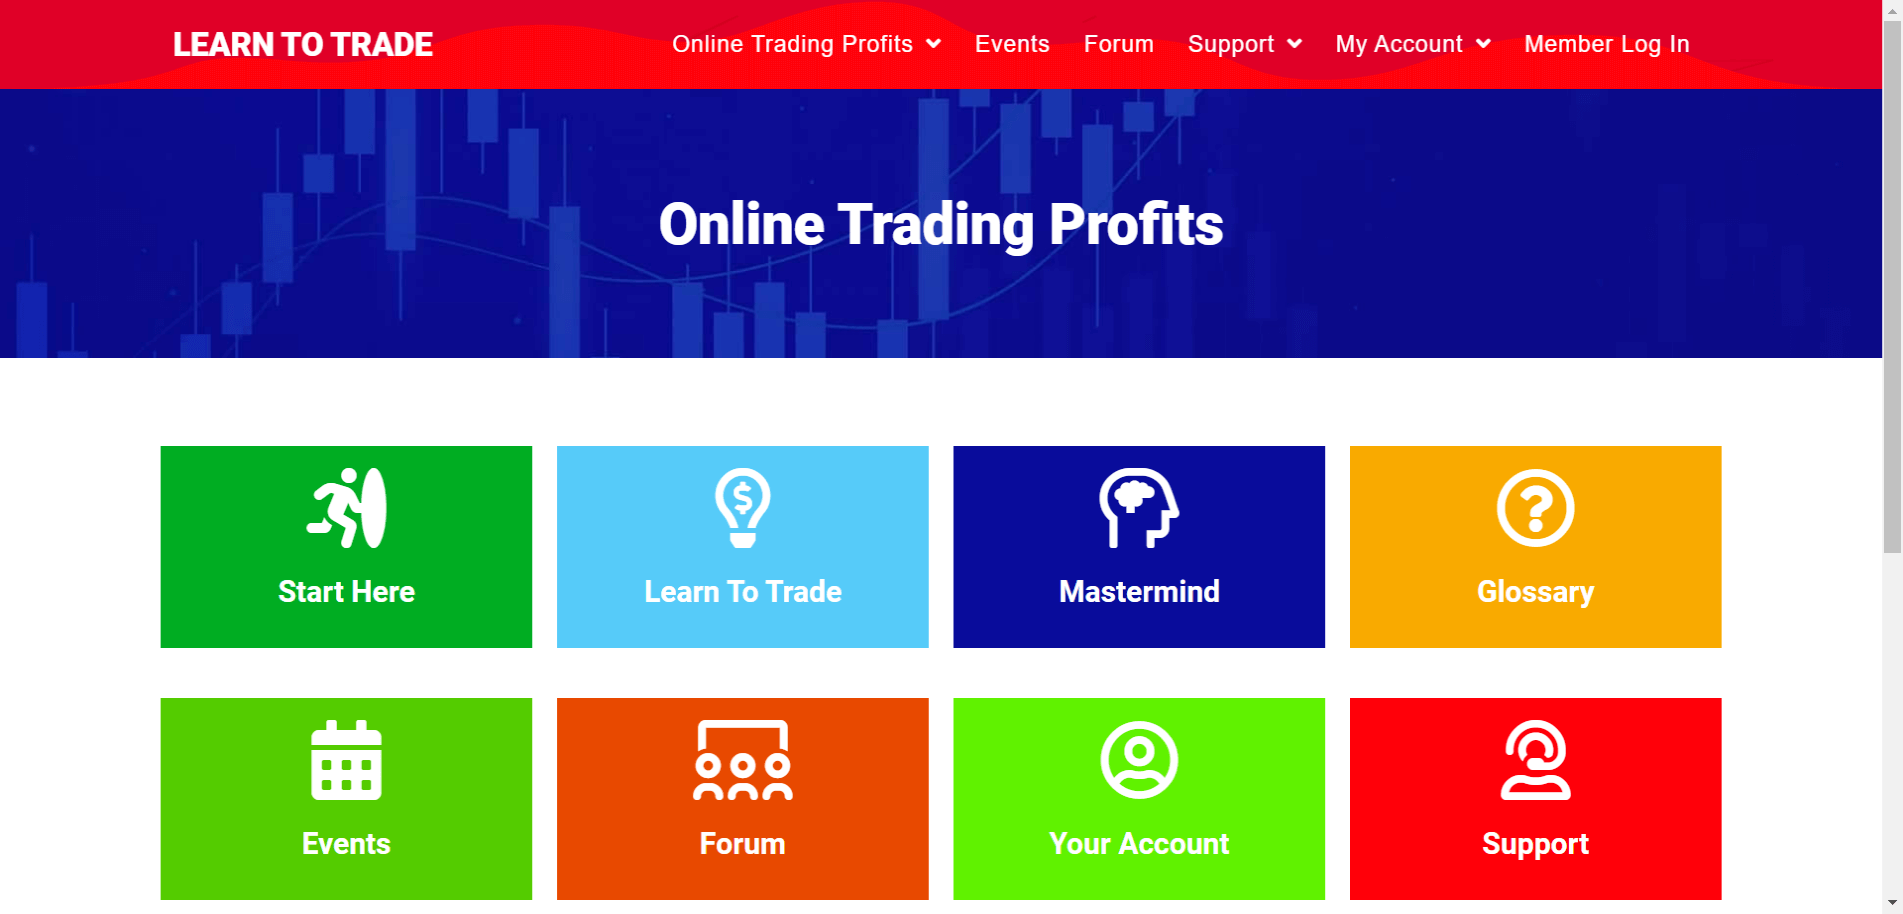 LEARN TO TRADE
Online Trading Profits Events Forum Support My Account Member Log In
Online Trading Profits
Start Here
Learn To Trade
Mastermind
Glossary
Events
Forum
Your Account
Support